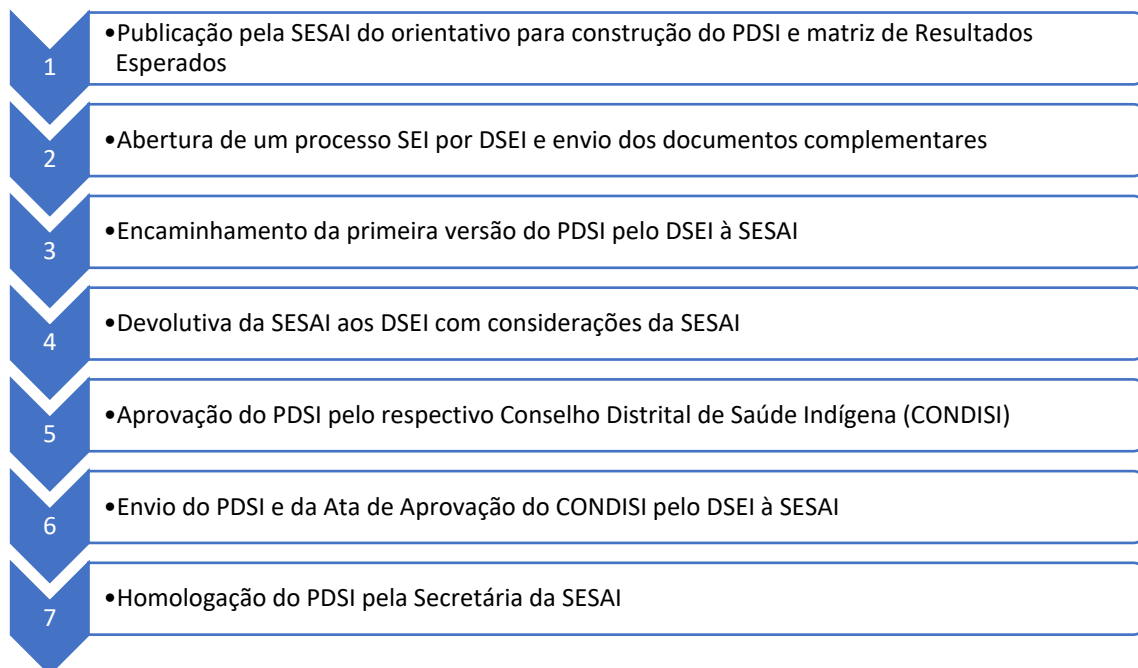 1
•Publicação pela SESAI do orientativo para construção do PDSI e matriz de Resultados
Esperados
2
•Abertura de um processo SEI por DSEI e envio dos documentos complementares
3
•Encaminhamento da primeira versão do PDSI pelo DSEI à SESAI
4
•Devolutiva da SESAI aos DSEI com considerações da SESAI
5
•Aprovação do PDSI pelo respectivo Conselho Distrital de Saúde Indígena (CONDISI)
6
•Envio do PDSI e da Ata de Aprovação do CONDISI pelo DSEI à SESAI
7
•Homologação do PDSI pela Secretária da SESAI